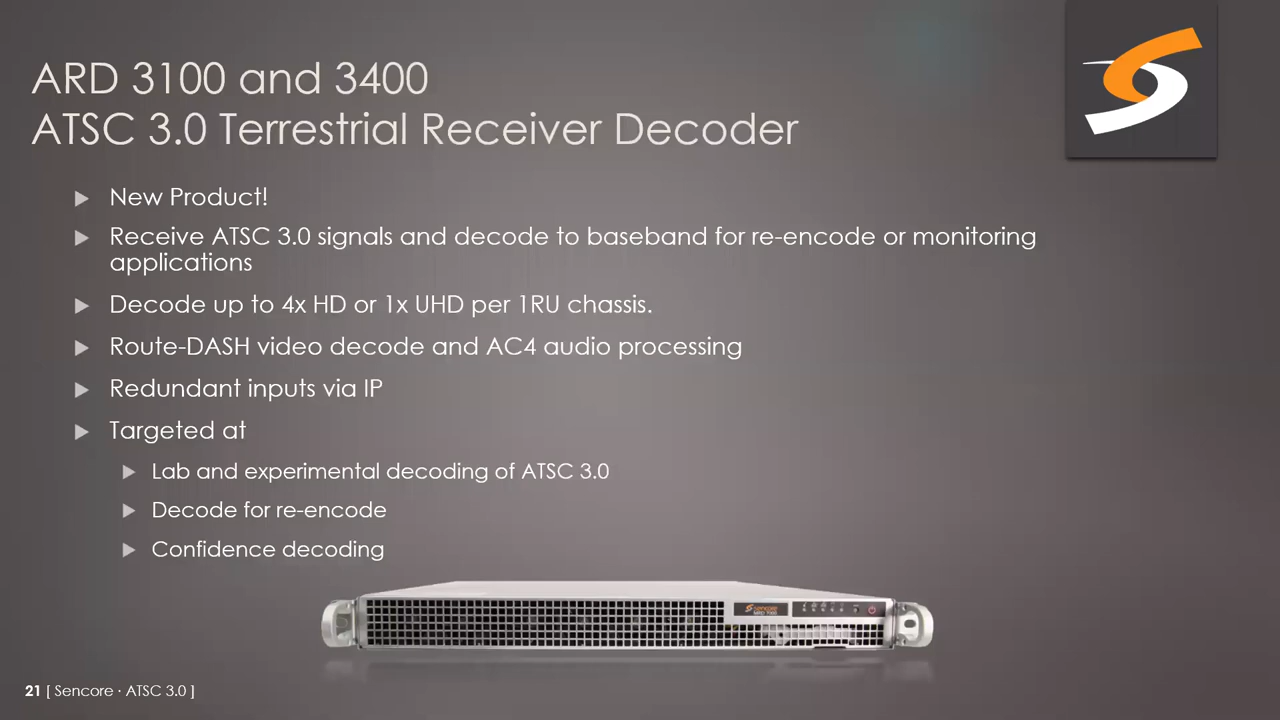 ARD 3100 and 3400
ATSC 3.0 Terrestrial Receiver Decoder
New Product!
Receive ATSC 3.0 signals and decode to baseband for re-encode or monitoring
applications
Decode up to 4x HD or 1x UHD per 1RU chassis.
Route-DASH video decode and AC4 audio processing
Redundant inputs via IP
Targeted at
Lab and experimental decoding of ATSC 3.0
Decode for re-encode
Confidence decoding
sencore
MRD 7000
21 [ Sencore · ATSC 3.0 ]